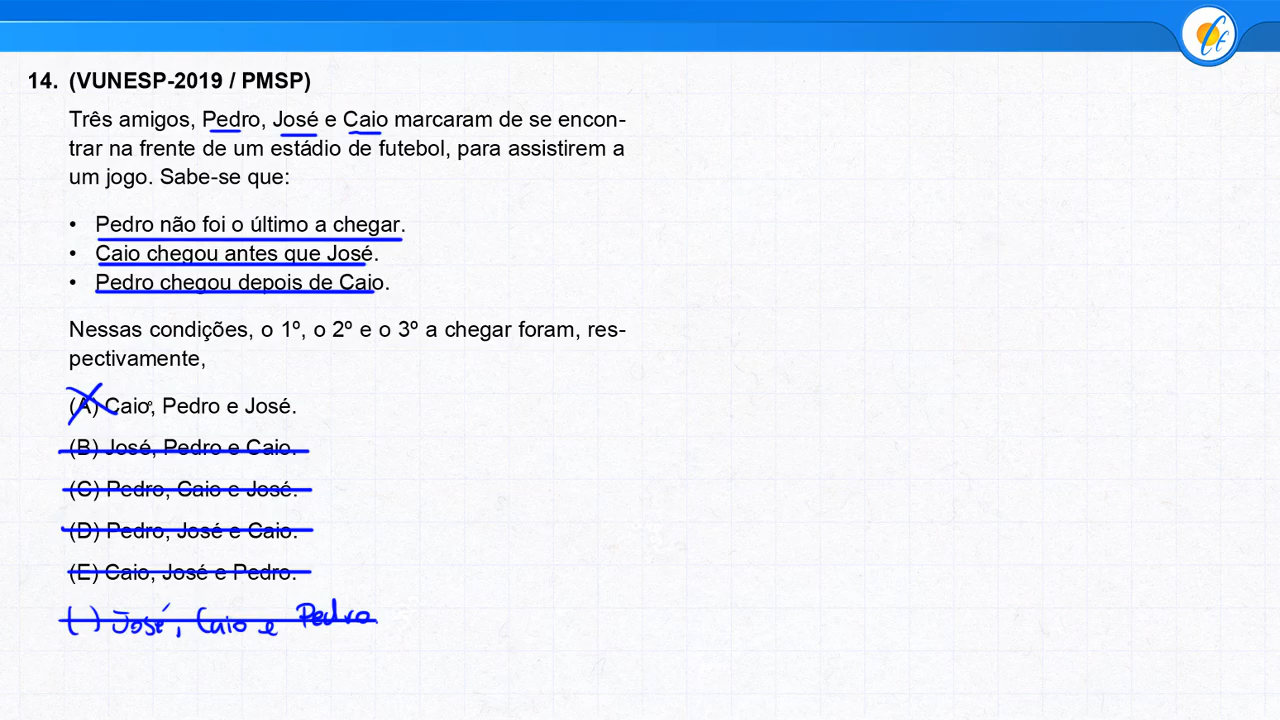 14. (VUNESP-2019 / PMSP)
Três amigos, Pedro, José e Caio marcaram de se encon-
trar na frente de um estádio de futebol, para assistirem a
um jogo. Sabe-se que:
• Pedro não foi o último a chegar.
• Caio chegou antes que José.
• Pedro chegou depois de Caio.
Nessas condições, o 1º, o 2º e o 3º a chegar foram, res-
pectivamente,
(A) Caio, Pedro e José.
(B) José, Pedro e Caio.
(C) Pedro, Caio e José.
(D) Pedro, José e Caio.
(E) Caio, José e Pedro.
( ) José, Caio e Pedro